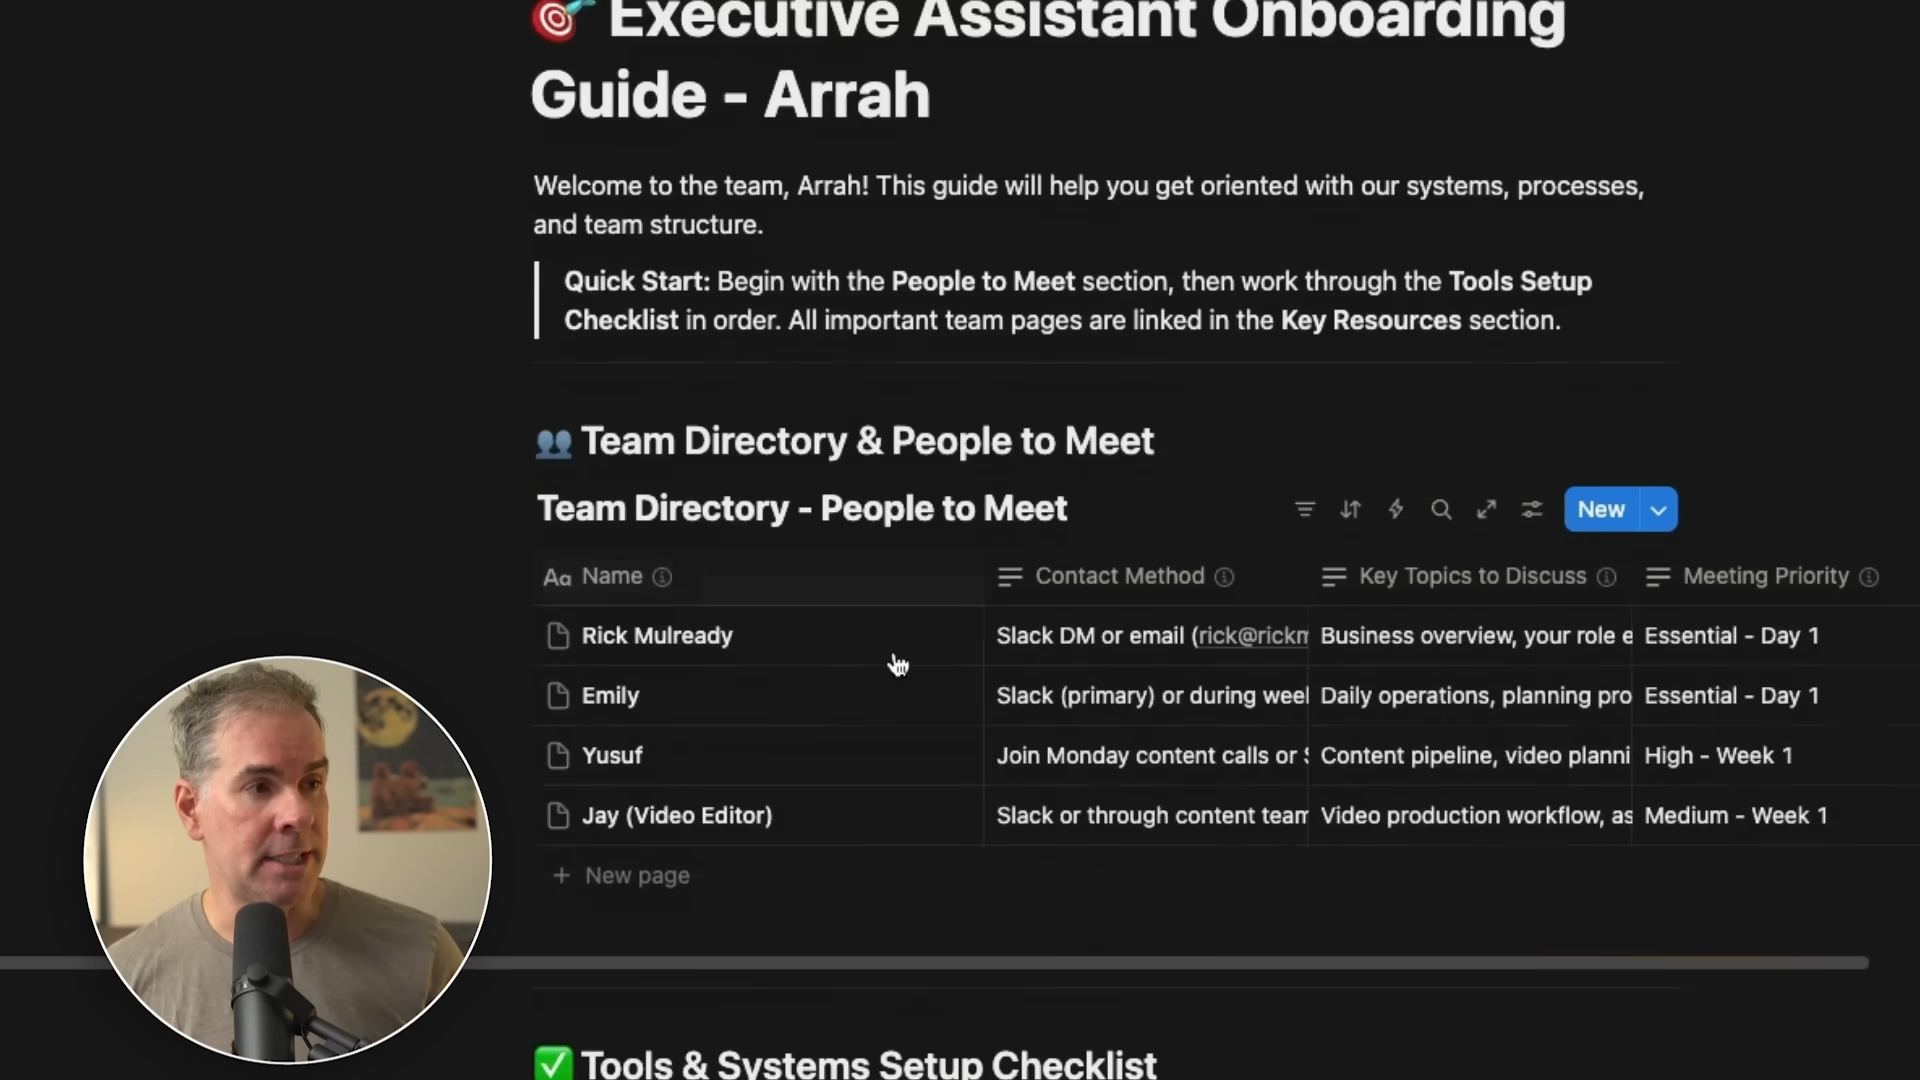 Executive Assistant Onboarding
Guide - Arrah
Welcome to the team, Arrah! This guide will help you get oriented with our systems, processes,
and team structure.
Quick Start: Begin with the People to Meet section, then work through the Tools Setup
Checklist in order. All important team pages are linked in the Key Resources section.
Team Directory & People to Meet
Team Directory - People to Meet
New
Aa Name Contact Method Key Topics to Discuss Meeting Priority
Rick Mulready Slack DM or email (rick@rickm Business overview, your role e Essential - Day 1
Emily Slack (primary) or during weel Daily operations, planning pro Essential - Day 1
Yusuf Join Monday content calls or Content pipeline, video planni High - Week 1
Jay (Video Editor) Slack or through content team Video production workflow, as Medium - Week 1
+ New page
Tools & Systems Setup Checklist